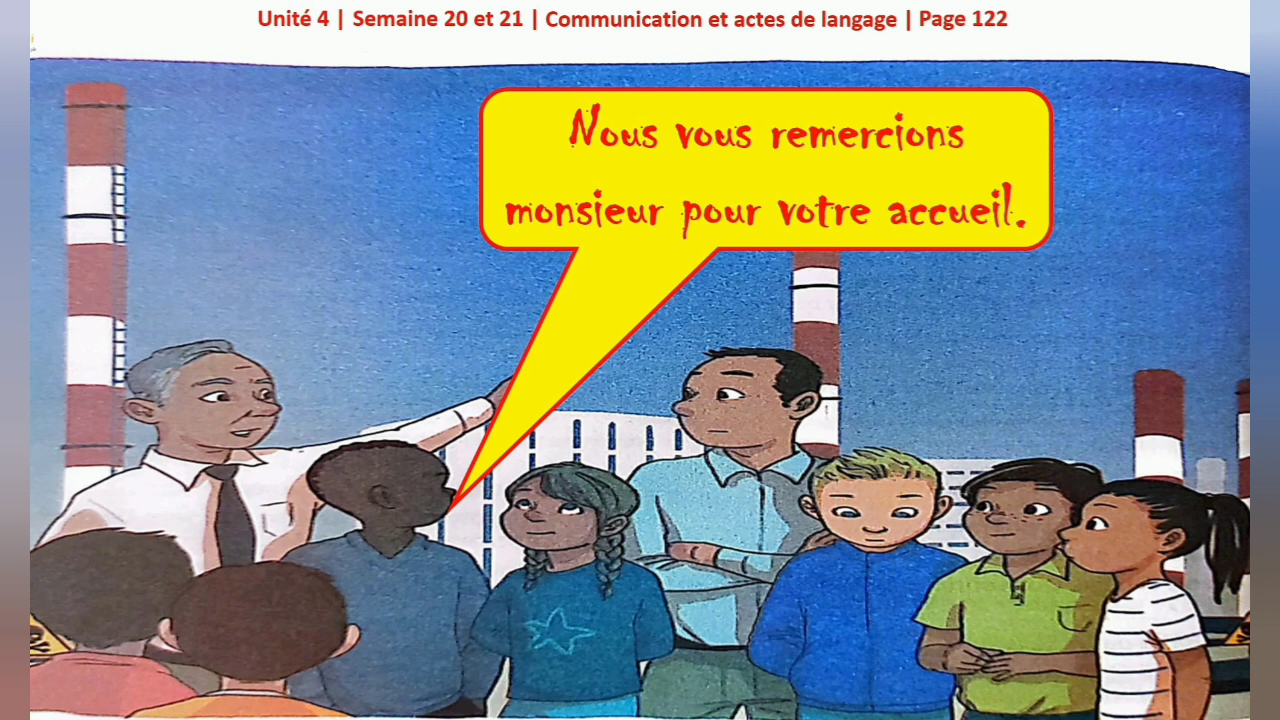 Unité 4 | Semaine 20 et 21 | Communication et actes de langage | Page 122
Nous vous remercions
monsieur pour votre accueil.